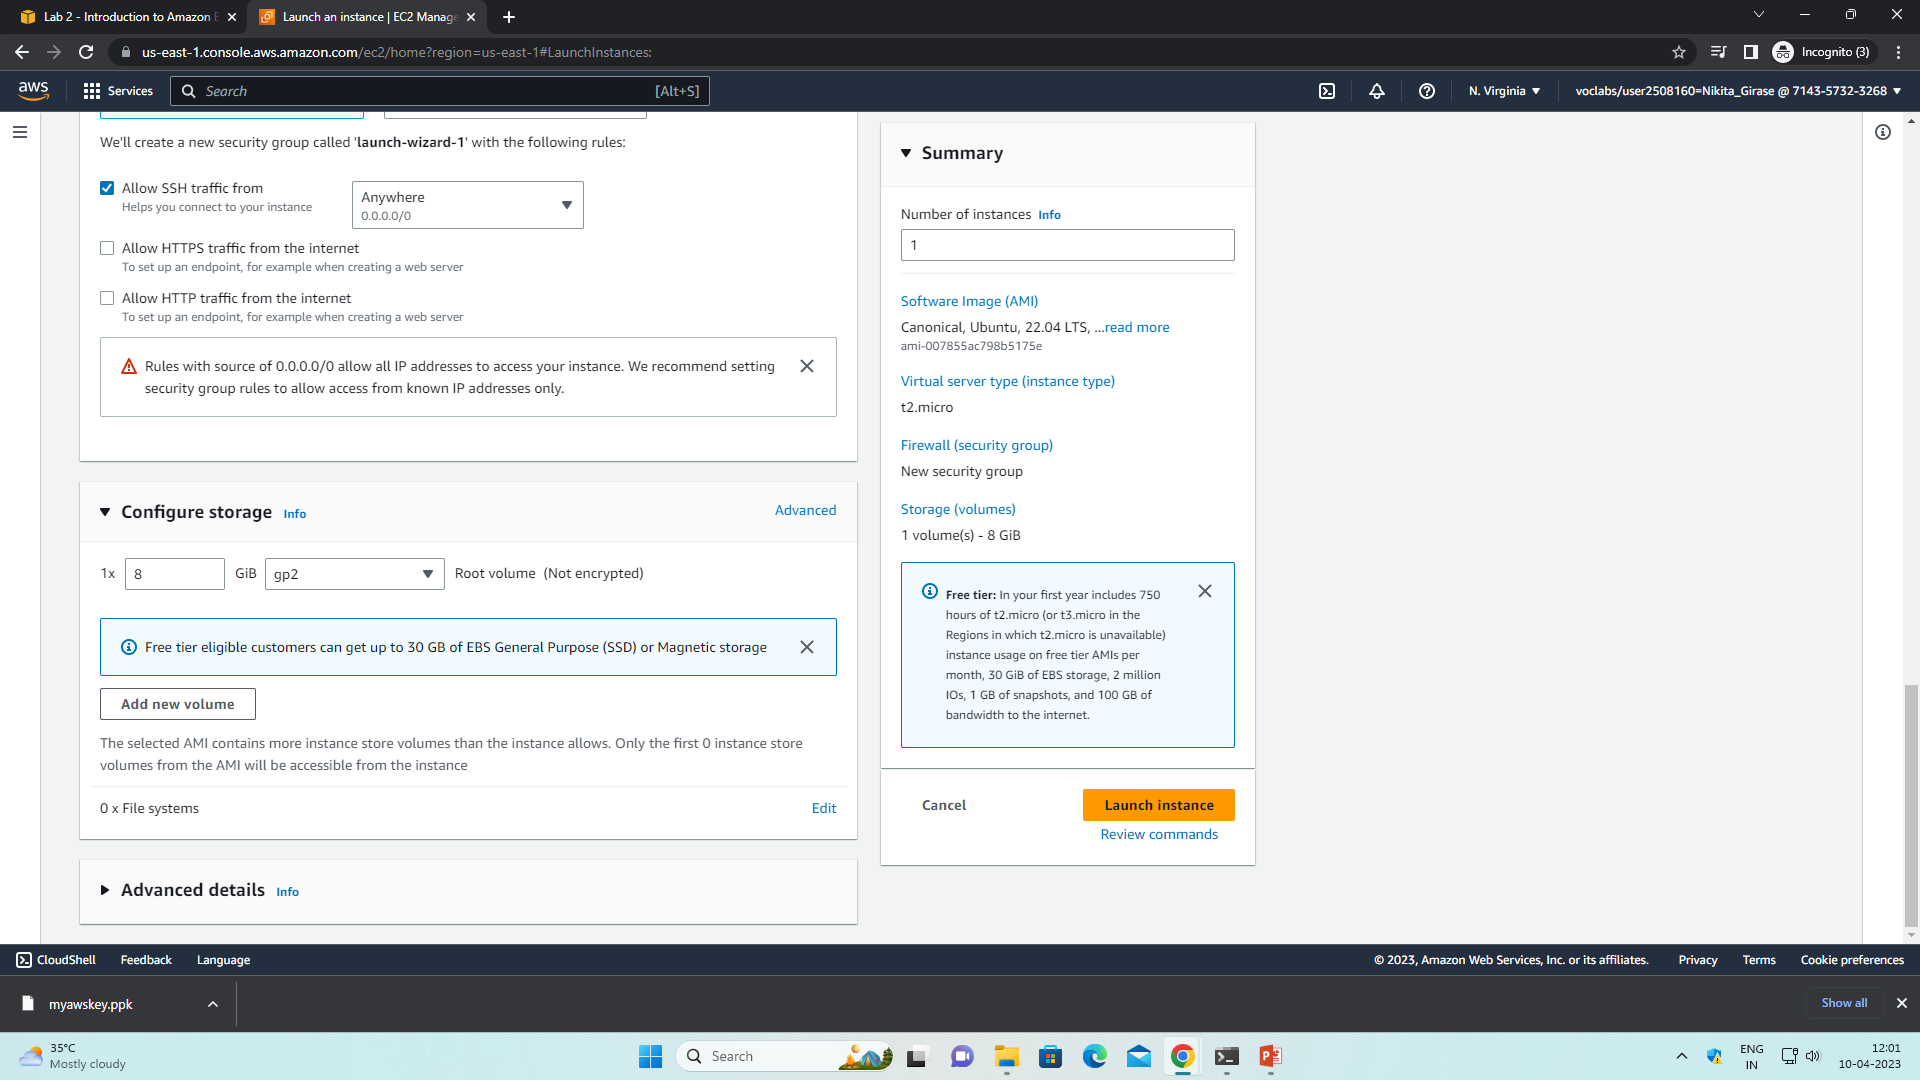 Lab 2 - Introduction to Amazon E
Launch an instance | EC2 Manage
us-east-1.console.aws.amazon.com/ec2/home?region=us-east-1#LaunchInstances:
Incognito (3)
aws
Services
Search
[Alt+S]
N. Virginia
voclabs/user2508160=Nikita_Girase @ 7143-5732-3268
We'll create a new security group called 'launch-wizard-1' with the following rules:
Allow SSH traffic from
Helps you connect to your instance
Anywhere
0.0.0.0/0
Allow HTTPS traffic from the internet
To set up an endpoint, for example when creating a web server
Allow HTTP traffic from the internet
To set up an endpoint, for example when creating a web server
Rules with source of 0.0.0.0/0 allow all IP addresses to access your instance. We recommend setting
security group rules to allow access from known IP addresses only.
Configure storage Info
Advanced
1x
8
GiB
gp2
Root volume (Not encrypted)
Free tier eligible customers can get up to 30 GB of EBS General Purpose (SSD) or Magnetic storage
Add new volume
The selected AMI contains more instance store volumes than the instance allows. Only the first 0 instance store
volumes from the AMI will be accessible from the instance
0 x File systems
Edit
Advanced details Info
Summary
Number of instances Info
1
Software Image (AMI)
Canonical, Ubuntu, 22.04 LTS, ...read more
ami-007855ac798b5175e
Virtual server type (instance type)
t2.micro
Firewall (security group)
New security group
Storage (volumes)
1 volume(s) - 8 GiB
Free tier: In your first year includes 750
hours of t2.micro (or t3.micro in the
Regions in which t2.micro is unavailable)
instance usage on free tier AMIs per
month, 30 GiB of EBS storage, 2 million
IOs, 1 GB of snapshots, and 100 GB of
bandwidth to the internet.
Cancel
Launch instance
Review commands
CloudShell
Feedback
Language
© 2023, Amazon Web Services, Inc. or its affiliates.
Privacy
Terms
Cookie preferences
myawskey.ppk
Show all
35°C
Mostly cloudy
Search
ENG
IN
12:01
10-04-2023